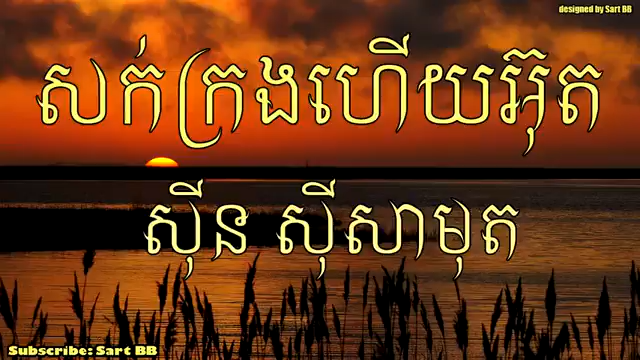 designed by Sart BB
សក់ក្រងហើយអ៊ុត
ស៊ីន ស៊ីសាមុត
Subscribe: Sart BB